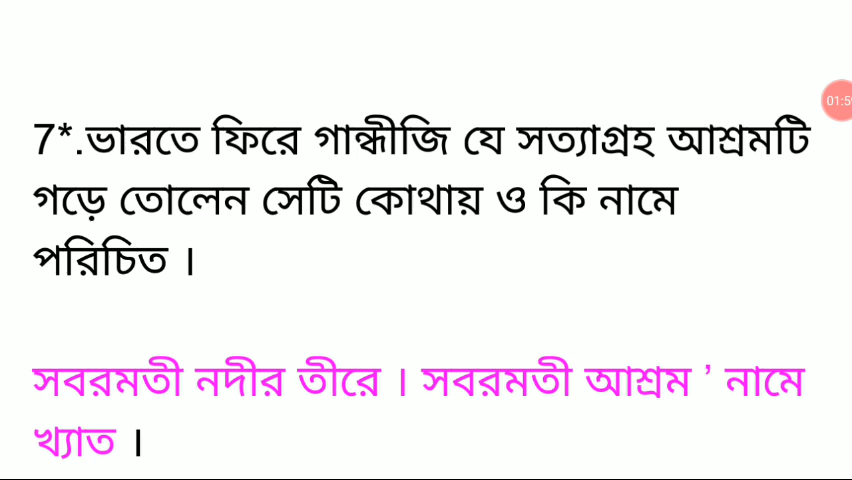 7*.ভারতে ফিরে গান্ধীজি যে সত্যাগ্রহ আশ্রমটি
গড়ে তোলেন সেটি কোথায় ও কি নামে
পরিচিত ।
সবরমতী নদীর তীরে । সবরমতী আশ্রম ’ নামে
খ্যাত ।